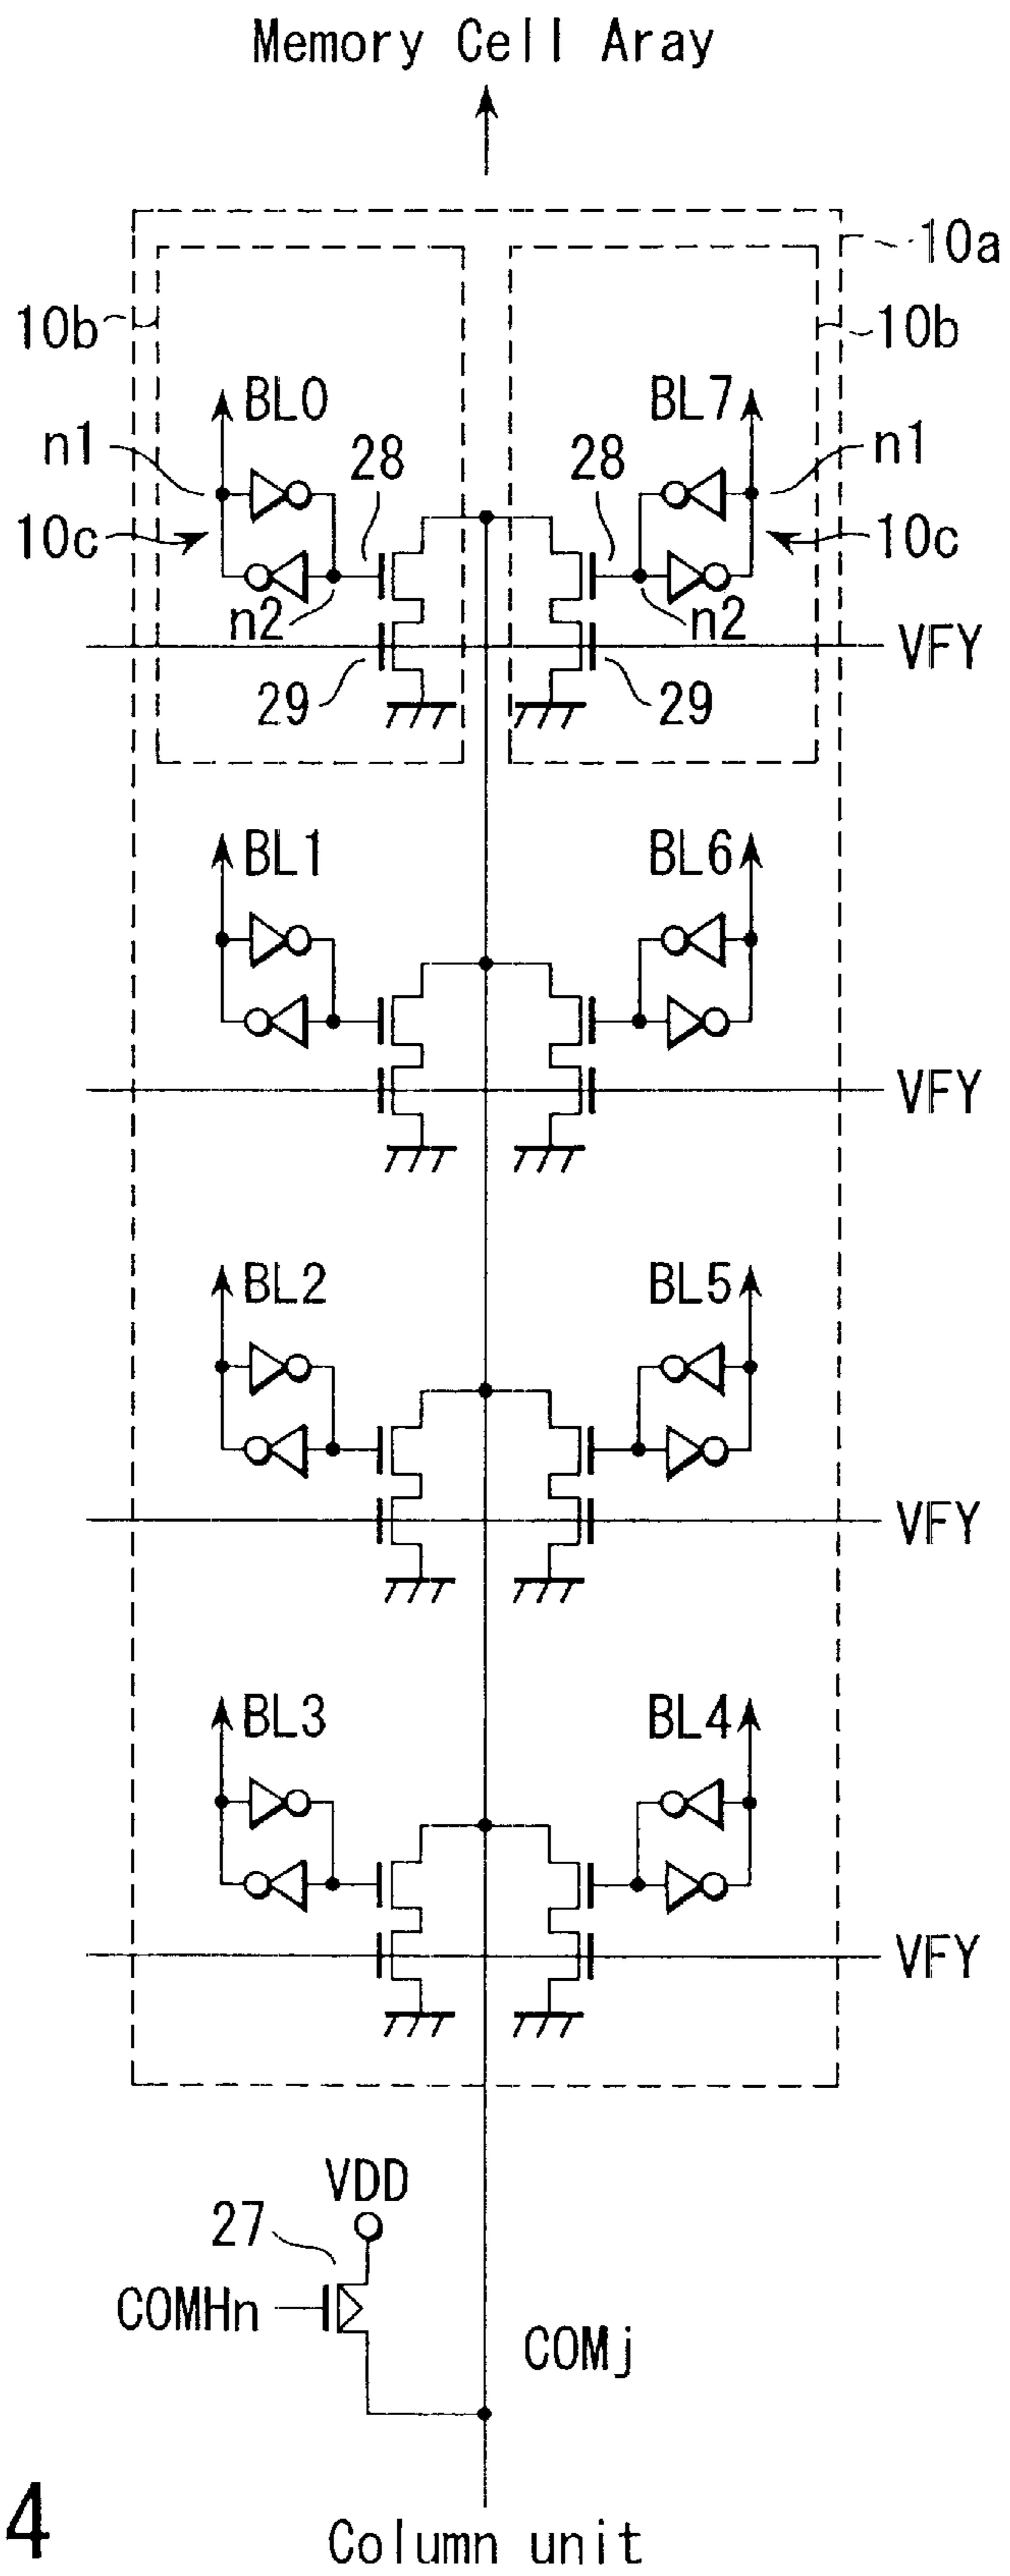 Memory Cell Aray
10a
10b 10b
BL0 BL7
n1 28 28 n1
10c 10c
n2 n2
VFY
29 29
BL1 BL6
VFY
BL2 BL5
VFY
BL3 BL4
VFY
VDD
27
COMHn
COMj
4
Column unit